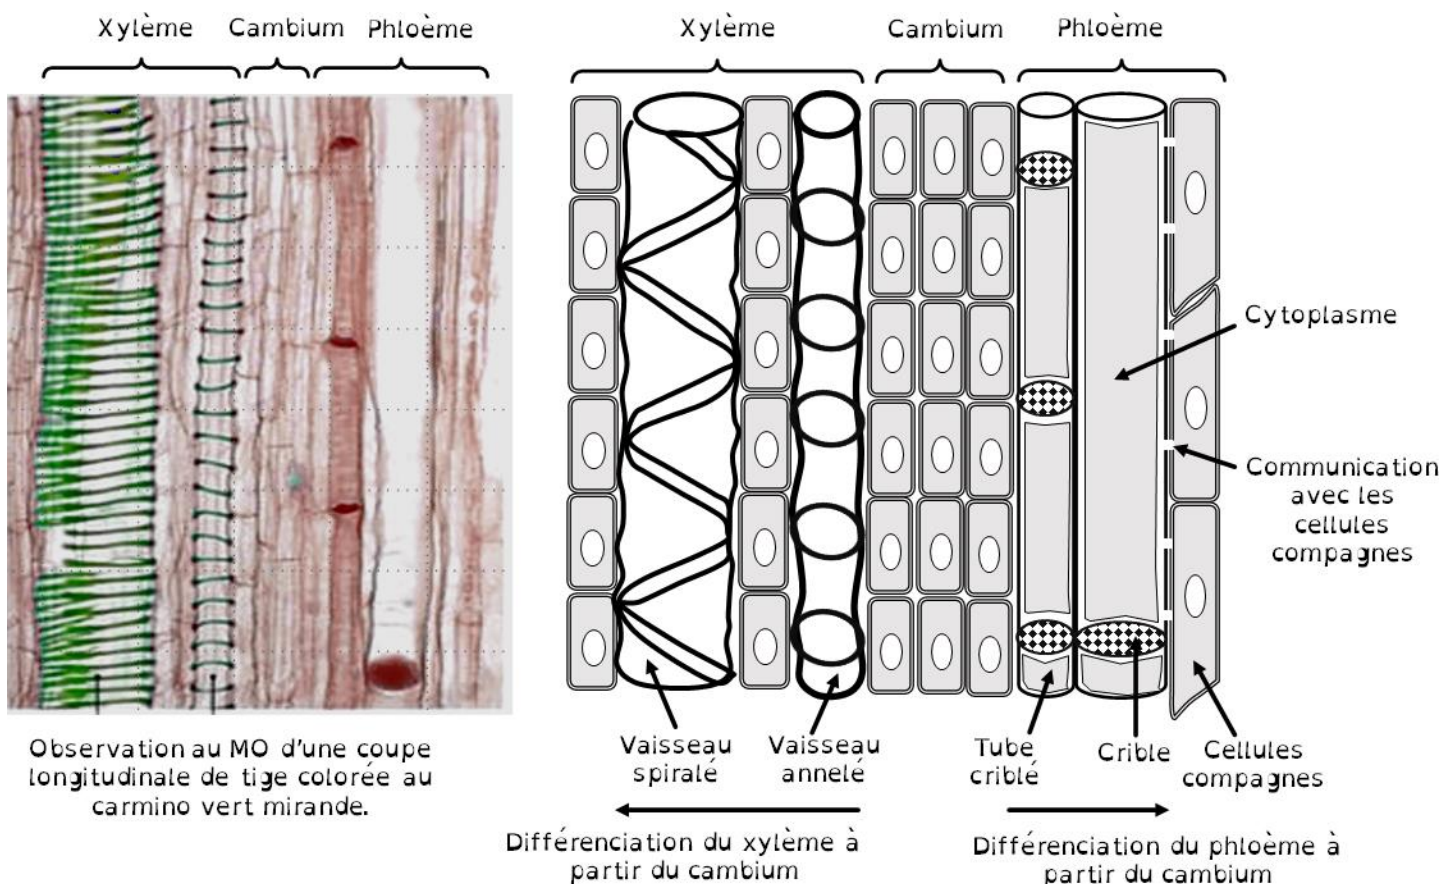 Xylème
Cambium
Phloème
Xylème
Cambium
Phloème
Cytoplasme
Communication
avec les
cellules
compagnes
Vaisseau
spiralé
Vaisseau
annelé
Tube
criblé
Crible
Cellules
compagnes
Observation au MO d'une coupe
longitudinale de tige colorée au
carmino vert mirande.
Différenciation du xylème à
partir du cambium
Différenciation du phloème à
partir du cambium